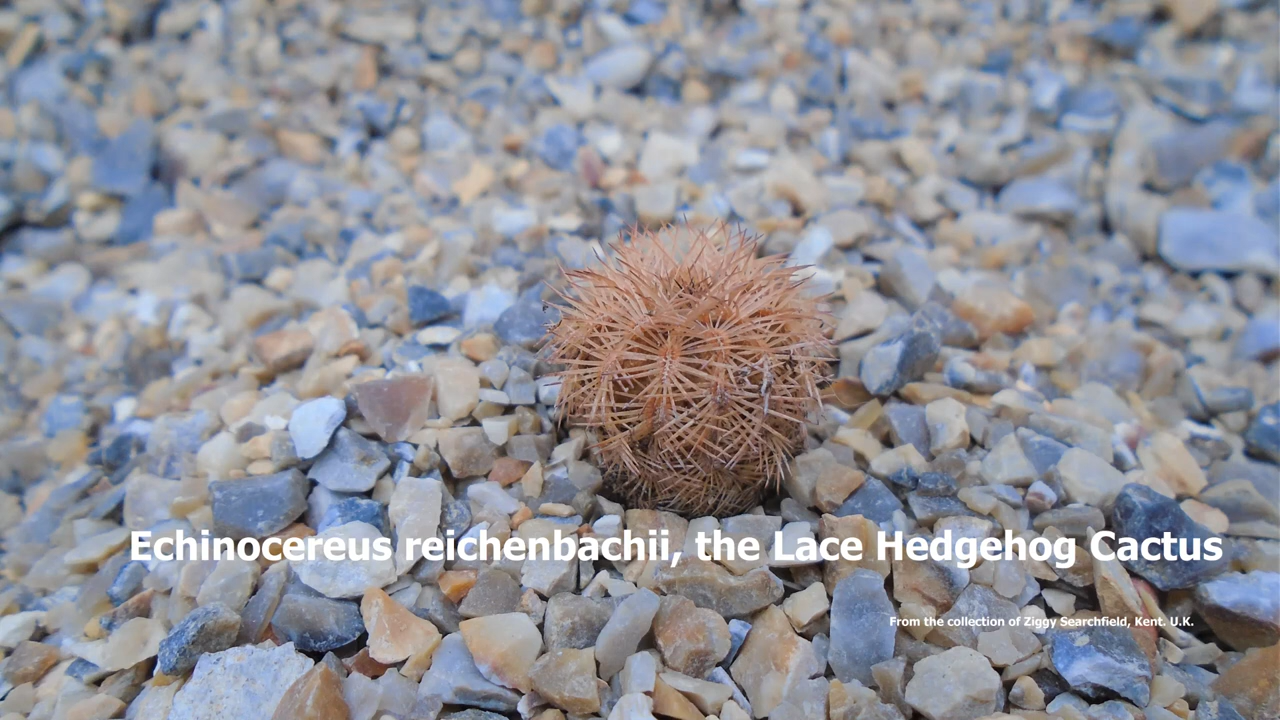 Echinocereus reichenbachii, the Lace Hedgehog Cactus
From the collection of Ziggy Searchfield, Kent. U.K.